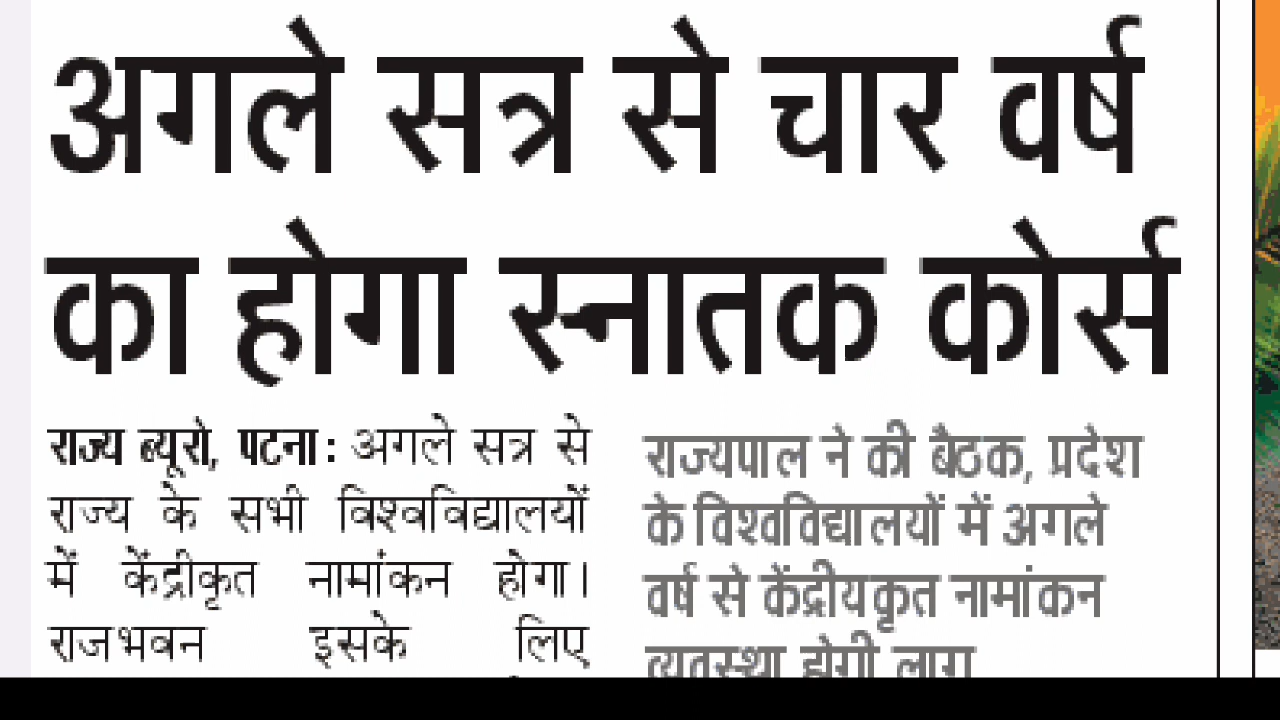 अगले सत्र से चार वर्ष
का होगा स्नातक कोर्स
राज्य ब्यूरो, पटना : अगले सत्र से
राज्य के सभी विश्वविद्यालयों
में केंद्रीकृत नामांकन होगा।
राजभवन इसके लिए
राज्यपाल ने की बैठक, प्रदेश
के विश्वविद्यालयों में अगले
वर्ष से केंद्रीयकृत नामांकन
व्यवस्था होगी लागू